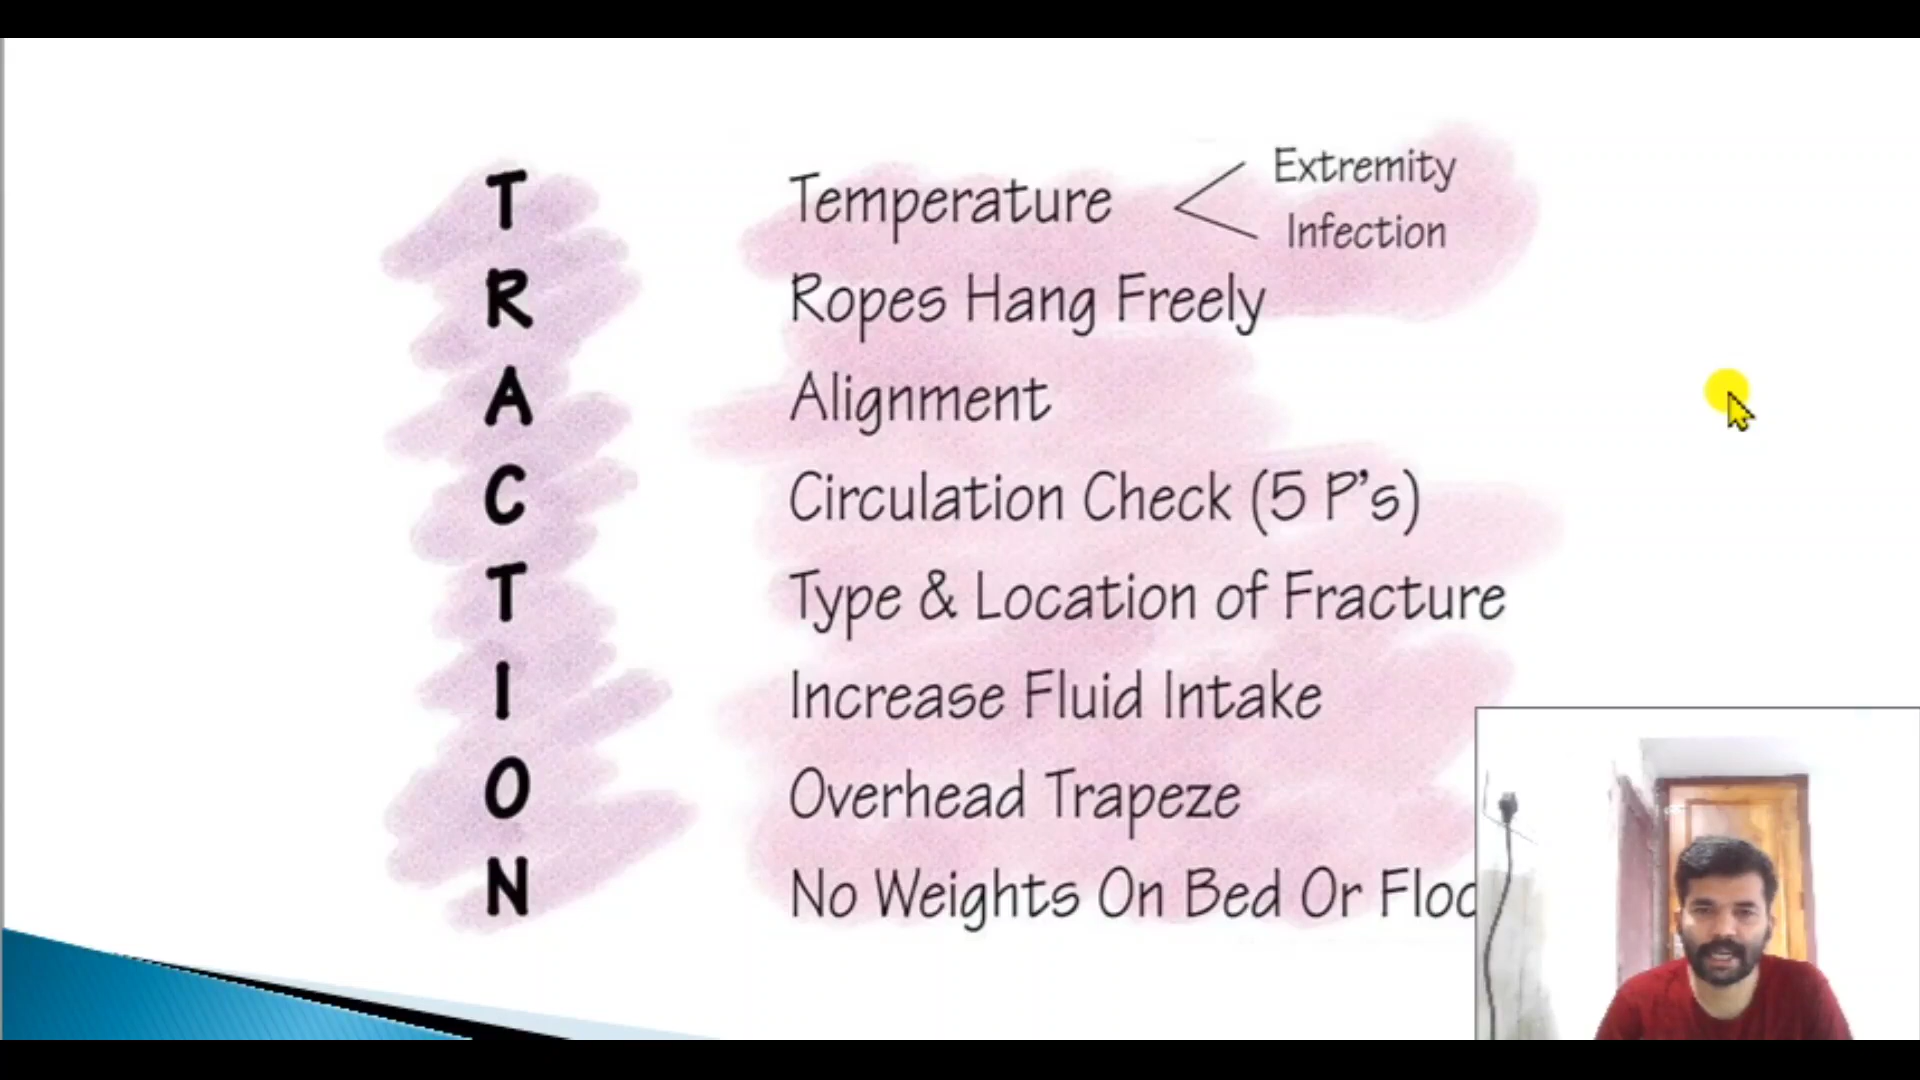 T Temperature Extremity
Infection
R Ropes Hang Freely
A Alignment
C Circulation Check (5 P's)
T Type & Location of Fracture
I Increase Fluid Intake
O Overhead Trapeze
N No Weights On Bed Or